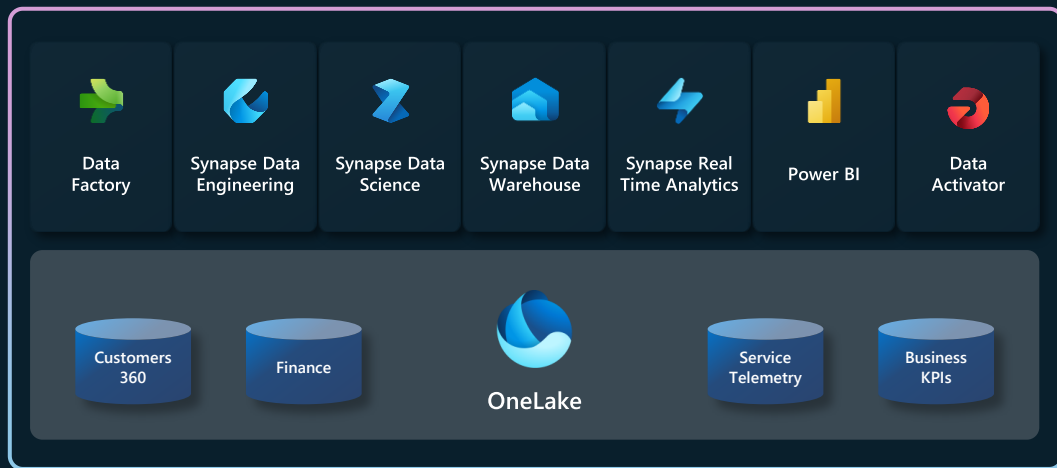 Data
Factory
Synapse Data
Engineering
Synapse Data
Science
Synapse Data
Warehouse
Synapse Real
Time Analytics
Power BI
Data
Activator
Customers
360
Finance
OneLake
Service
Telemetry
Business
KPIs